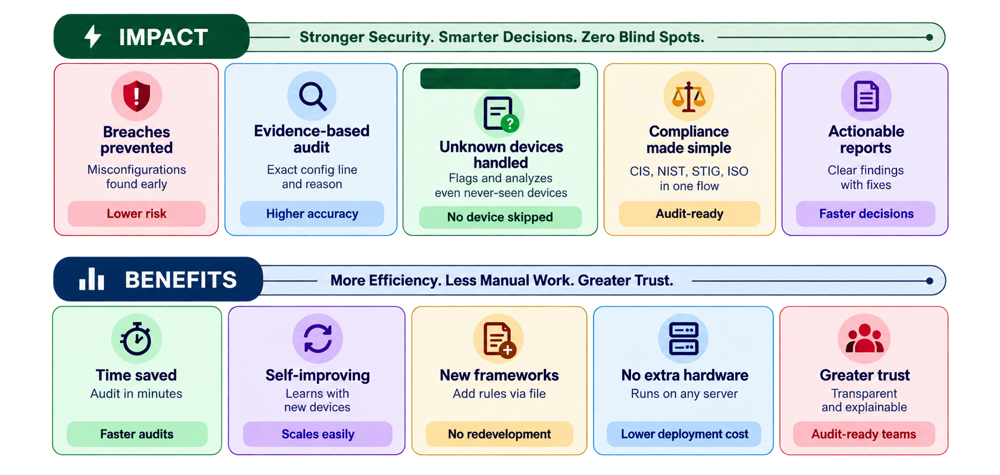 IMPACT
Stronger Security. Smarter Decisions. Zero Blind Spots.
Breaches
prevented
Misconfigurations
found early
Lower risk
Evidence-based
audit
Exact config line
and reason
Higher accuracy
?
Unknown devices
handled
Flags and analyzes
even never-seen devices
No device skipped
Compliance
made simple
CIS, NIST, STIG, ISO
in one flow
Audit-ready
Actionable
reports
Clear findings
with fixes
Faster decisions
BENEFITS
More Efficiency. Less Manual Work. Greater Trust.
Time saved
Audit in minutes
Faster audits
Self-improving
Learns with
new devices
Scales easily
New frameworks
Add rules via file
No redevelopment
No extra hardware
Runs on any server
Lower deployment cost
Greater trust
Transparent
and explainable
Audit-ready teams